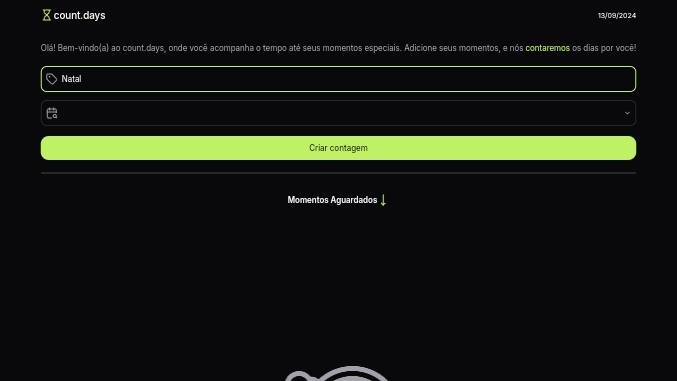 count.days
13/09/2024
Olá! Bem-vindo(a) ao count.days, onde você acompanha o tempo até seus momentos especiais. Adicione seus momentos, e nós contaremos os dias por você!
Natal
Criar contagem
Momentos Aguardados ↓